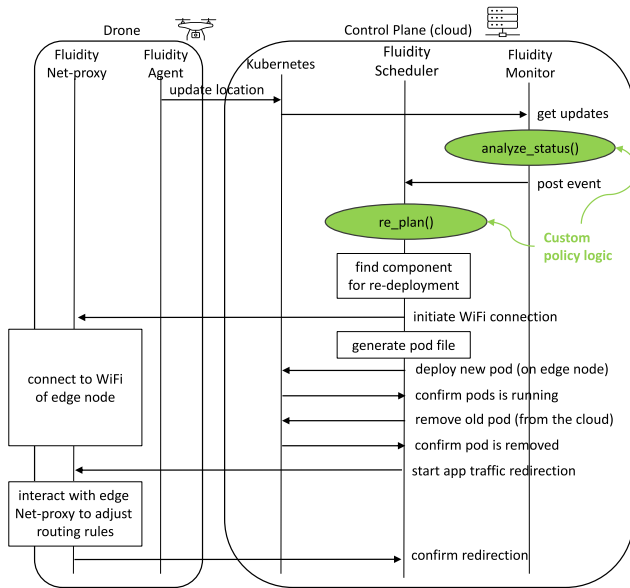 Drone
Control Plane (cloud)
Fluidity
Net-proxy
Fluidity
Agent
Kubernetes
Fluidity
Scheduler
Fluidity
Monitor
update location
get updates
analyze_status()
post event
re_plan()
Custom
policy logic
find component
for re-deployment
initiate WiFi connection
generate pod file
connect to WiFi
of edge node
deploy new pod (on edge node)
confirm pods is running
remove old pod (from the cloud)
confirm pod is removed
start app traffic redirection
interact with edge
Net-proxy to adjust
routing rules
confirm redirection